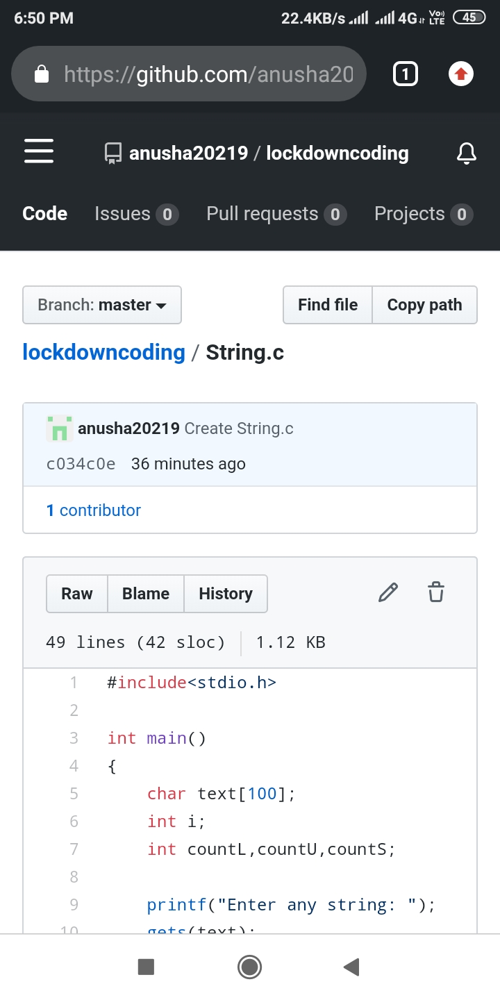 6:50 PM 22.4KB/s 4G Vo) LTE 45
https://github.com/anusha20 1
anusha20219 / lockdowncoding
Code Issues 0 Pull requests 0 Projects 0
Branch: master Find file Copy path
lockdowncoding / String.c
anusha20219 Create String.c
c034c0e 36 minutes ago
1 contributor
Raw Blame History
49 lines (42 sloc) 1.12 KB
1 #include<stdio.h>
2
3 int main()
4 {
5 char text[100];
6 int i;
7 int countL,countU,countS;
8
9 printf("Enter any string: ");
10 gets(text);